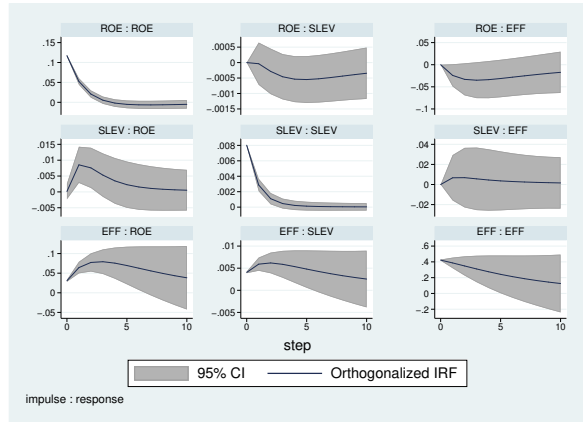 ROE : ROE
ROE : SLEV
ROE : EFF
.15
.1
.05
0
.0005
0
−.0005
−.001
−.0015
.05
0
−.05
−.1
SLEV : ROE
SLEV : SLEV
SLEV : EFF
.015
.01
.005
0
−.005
.008
.006
.004
.002
0
.04
.02
0
−.02
EFF : ROE
EFF : SLEV
EFF : EFF
.1
.05
0
−.05
.01
.005
0
−.005
.6
.4
.2
0
−.2
0 5 10
0 5 10
0 5 10
step
95% CI
Orthogonalized IRF
impulse : response